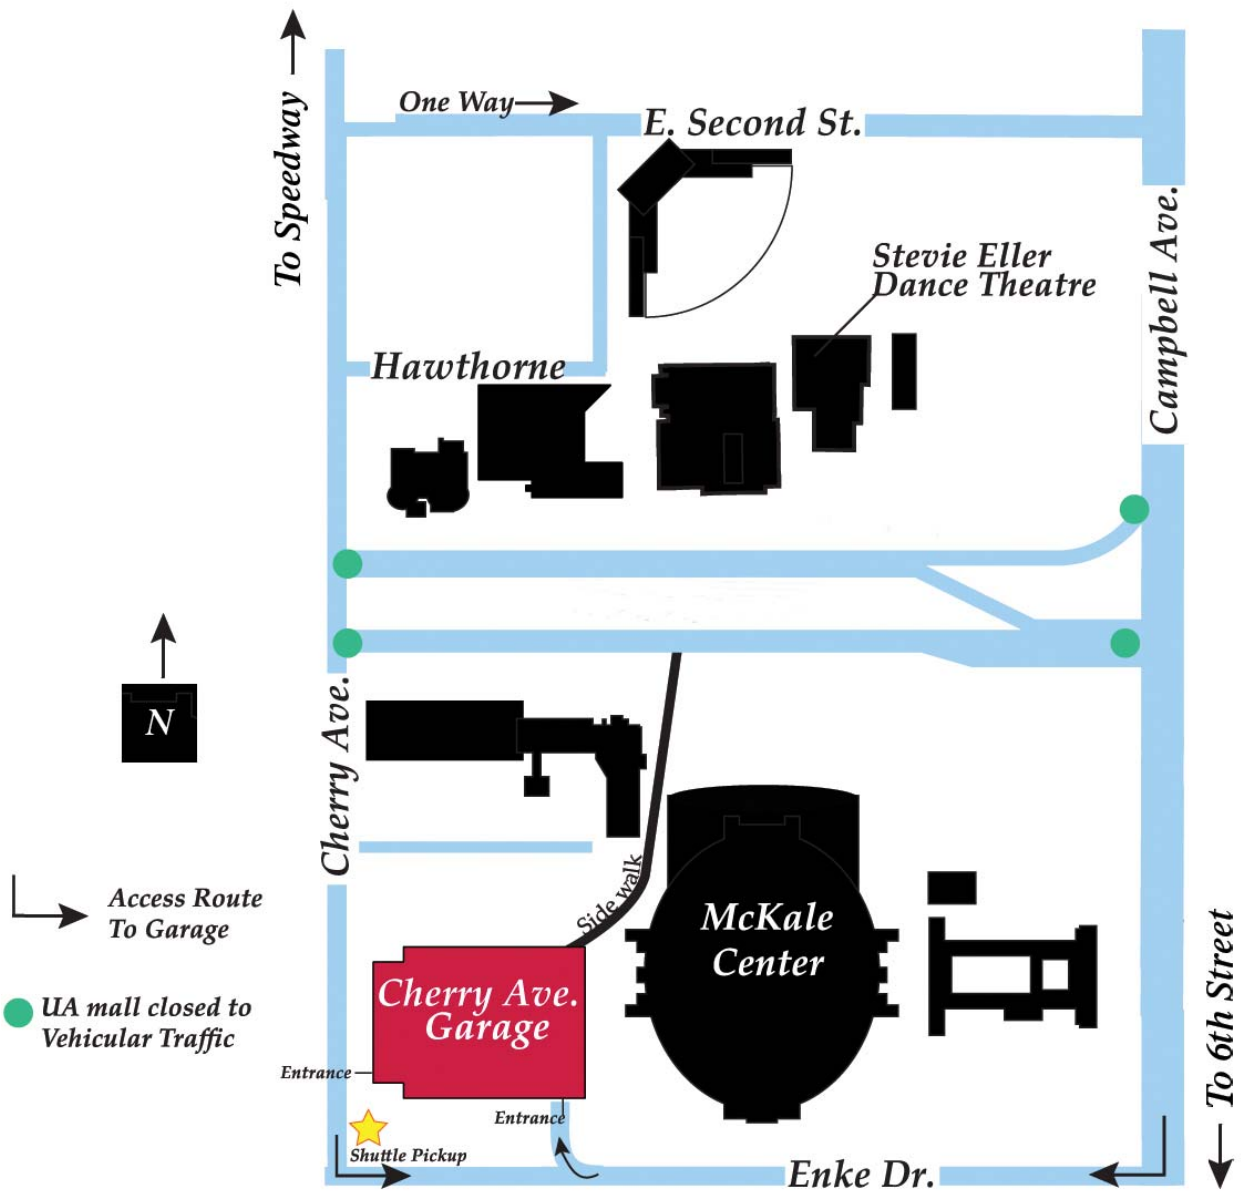 One Way
E. Second St.
To Speedway
Campbell Ave.
Stevie Eller
Dance Theatre
Hawthorne
N
Cherry Ave.
Side walk
Access Route
To Garage
McKale
Center
Cherry Ave.
Garage
UA mall closed to
Vehicular Traffic
To 6th Street
Entrance
Entrance
Shuttle Pickup
Enke Dr.